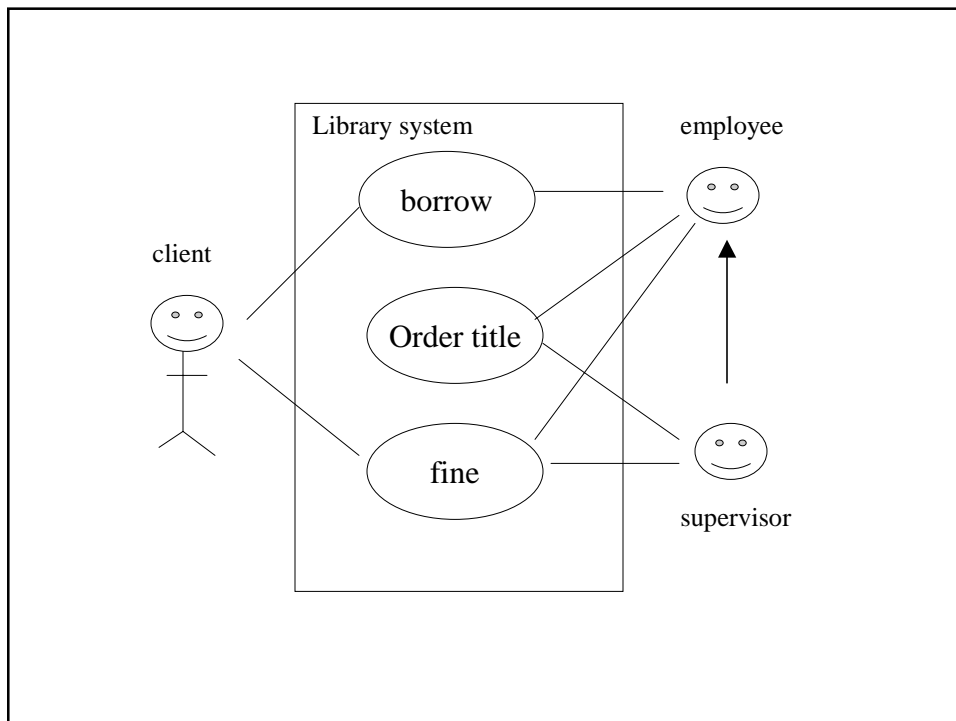 Library system
employee
borrow
client
Order title
fine
supervisor